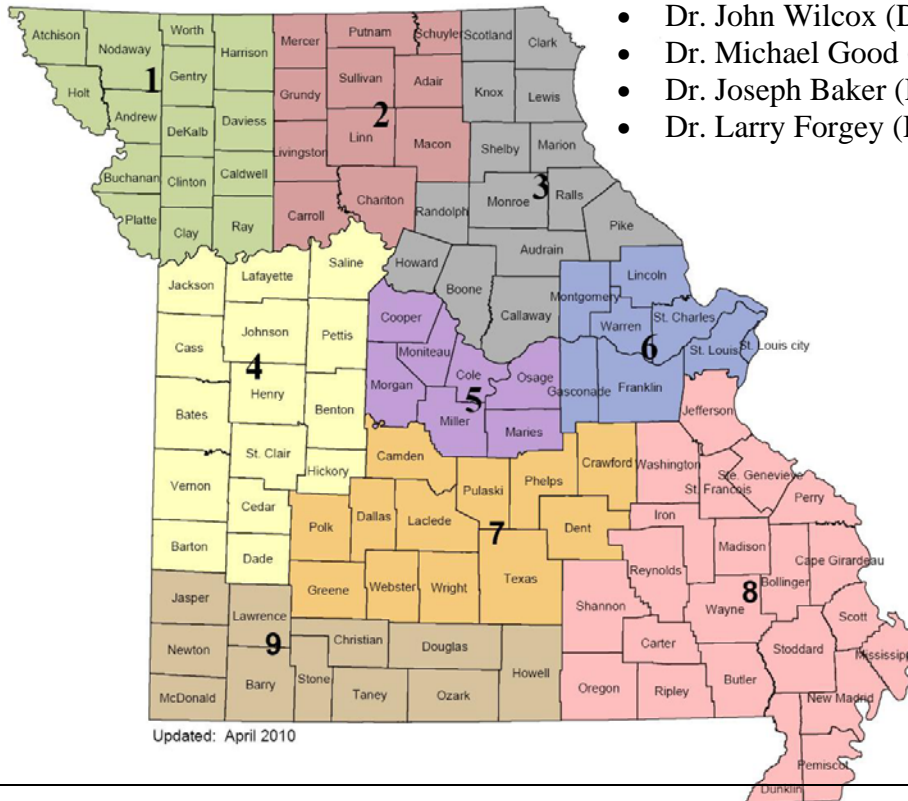 • Dr. John Wilcox (D
• Dr. Michael Good
• Dr. Joseph Baker (
• Dr. Larry Forgey (
Atchison
Nodaway
Worth
Harrison
Mercer
Putnam
Schuyler
Scotland
Clark
Holt
1
Gentry
Grundy
Sullivan
Adair
Knox
Lewis
Andrew
DeKalb
Daviess
2
Linn
Livingston
Macon
Shelby
Marion
Buchanan
Clinton
Caldwell
Chariton
Carroll
Randolph
Monroe
3
Ralls
Platte
Clay
Ray
Pike
Audrain
Howard
Boone
Callaway
Jackson
Lafayette
Saline
Montgomery
Lincoln
Cooper
Warren
St. Charles
Cass
Johnson
Pettis
Moniteau
6
St. Louis
St. Louis city
4
Henry
Morgan
Cole
Osage
Gasconade
Franklin
Bates
Benton
5
Miller
Maries
Jefferson
St. Clair
Hickory
Camden
Crawford
Washington
Ste. Genevieve
Vernon
Cedar
Pulaski
Phelps
St. Francois
Perry
Polk
Dallas
Laclede
7
Dent
Iron
Barton
Dade
Madison
Cape Girardeau
Greene
Webster
Wright
Texas
Reynolds
Bollinger
8
Jasper
Lawrence
Shannon
Wayne
Scott
Newton
9
Christian
Douglas
Howell
Carter
Stoddard
Mississipp
McDonald
Barry
Stone
Taney
Ozark
Oregon
Ripley
Butler
New Madrid
Updated: April 2010
Pemiscot
Dunklin